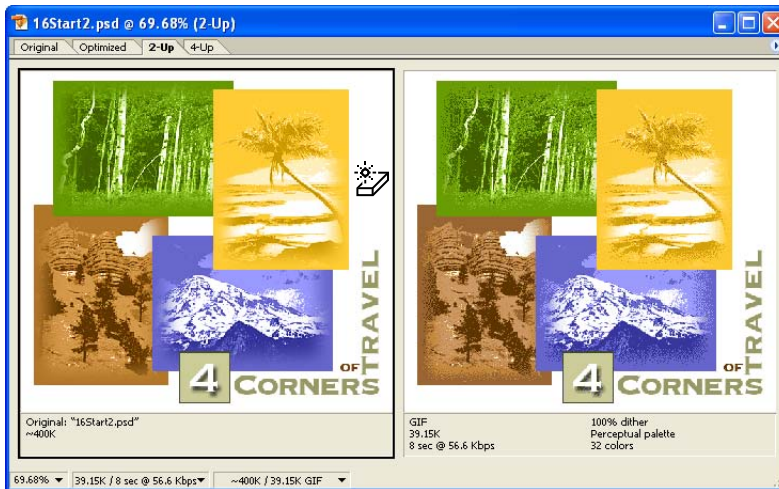 16Start2.psd @ 69.68% (2-Up)
Original Optimized 2-Up 4-Up
4 CORNERS
OF
TRAVEL
4 CORNERS
OF
TRAVEL
Original: "16Start2.psd"
~400K
GIF 100% dither
39.15K Perceptual palette
8 sec @ 56.6 Kbps 32 colors
69.68% 39.15K / 8 sec @ 56.6 Kbps ~400K / 39.15K GIF